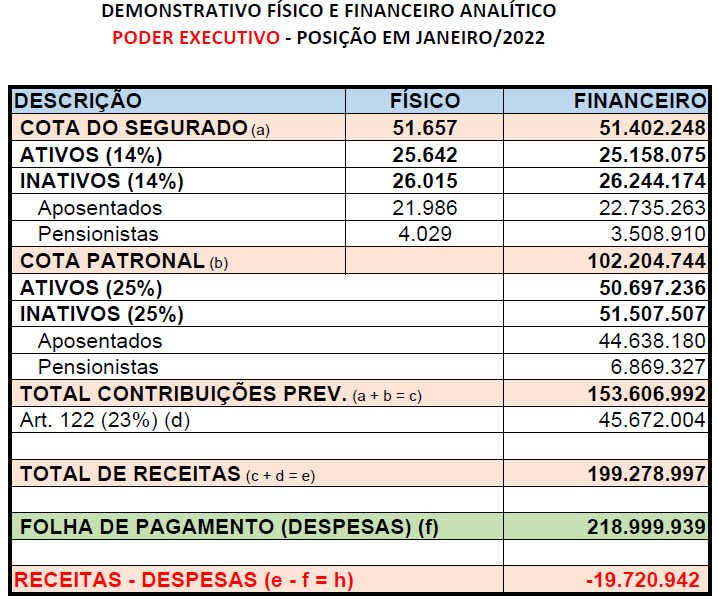 DEMONSTRATIVO FÍSICO E FINANCEIRO ANALÍTICO
PODER EXECUTIVO - POSIÇÃO EM JANEIRO/2022
DESCRIÇÃO FÍSICO FINANCEIRO
COTA DO SEGURADO (a) 51.657 51.402.248
ATIVOS (14%) 25.642 25.158.075
INATIVOS (14%) 26.015 26.244.174
Aposentados 21.986 22.735.263
Pensionistas 4.029 3.508.910
COTA PATRONAL (b) 102.204.744
ATIVOS (25%) 50.697.236
INATIVOS (25%) 51.507.507
Aposentados 44.638.180
Pensionistas 6.869.327
TOTAL CONTRIBUIÇÕES PREV. (a + b = c) 153.606.992
Art. 122 (23%) (d) 45.672.004
TOTAL DE RECEITAS (c + d = e) 199.278.997
FOLHA DE PAGAMENTO (DESPESAS) (f) 218.999.939
RECEITAS - DESPESAS (e - f = h) -19.720.942